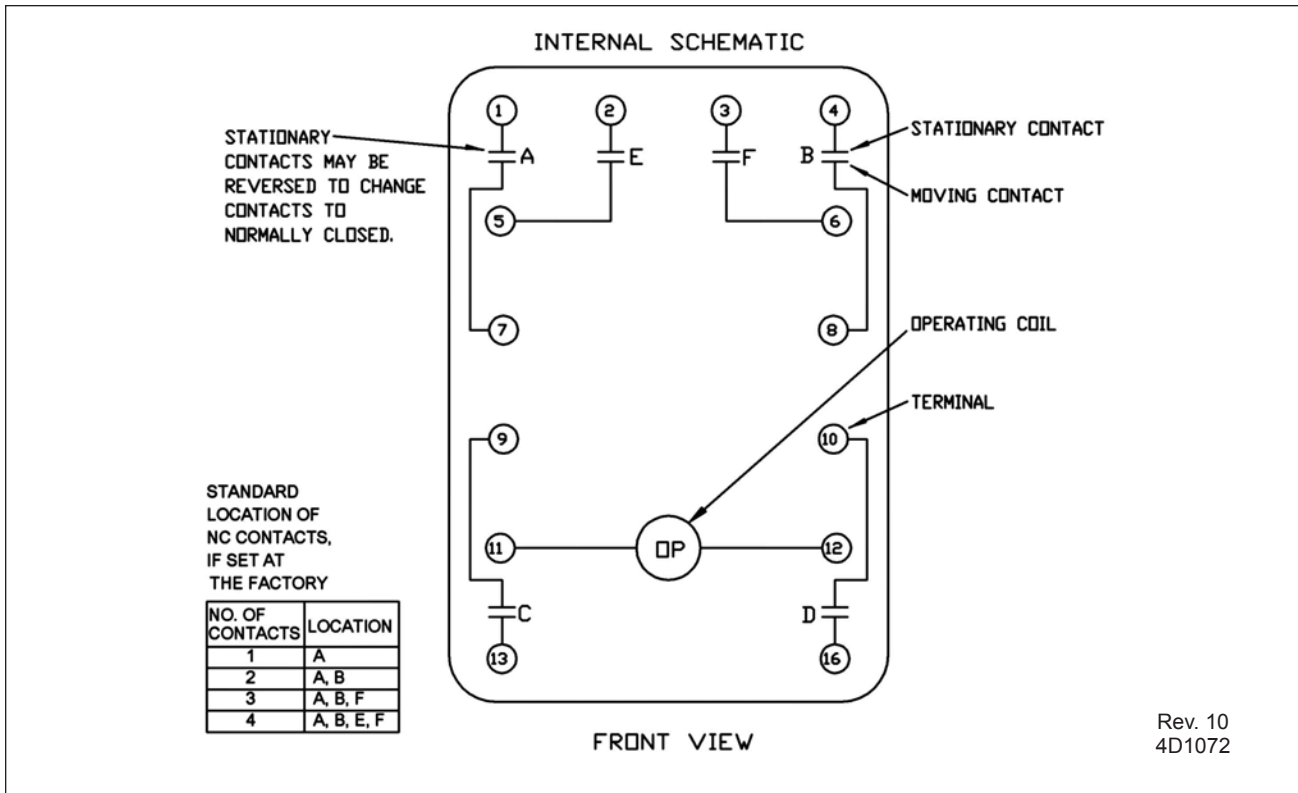 INTERNAL SCHEMATIC
1
2
3
4
STATIONARY
CONTACTS MAY BE
REVERSED TO CHANGE
CONTACTS TO
NORMALLY CLOSED.
A
E
F
B
STATIONARY CONTACT
MOVING CONTACT
5
6
7
8
OPERATING COIL
TERMINAL
9
10
STANDARD
LOCATION OF
NC CONTACTS,
IF SET AT
THE FACTORY
11
OP
12
NO. OF
CONTACTS
LOCATION
1 A
2 A, B
3 A, B, F
4 A, B, E, F
C
D
13
16
FRONT VIEW
Rev. 10
4D1072